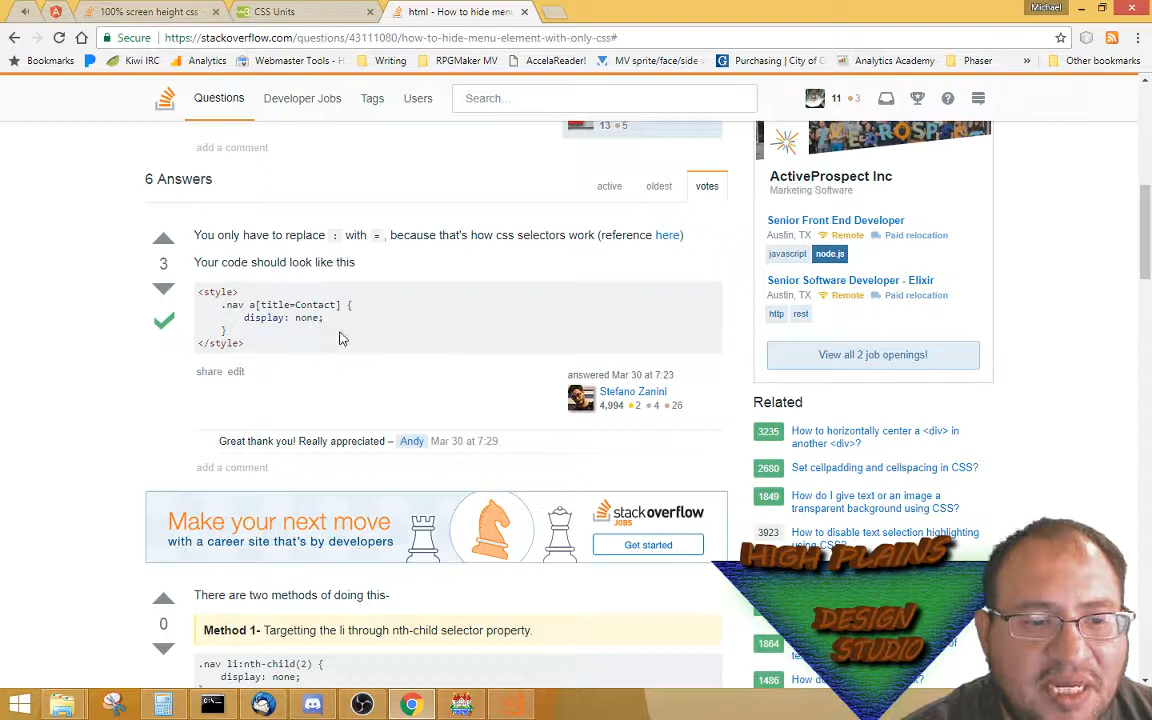 100% screen height css
CSS Units
html - How to hide menu
Michael
Secure
https://stackoverflow.com/questions/43111080/how-to-hide-menu-element-with-only-css#
Bookmarks
Kiwi IRC
Analytics
Webmaster Tools -
Writing
RPGMaker MV
AccelaReader!
MV sprite/face/side
Purchasing | City of
Analytics Academy
Phaser
»
Other bookmarks
Questions
Developer Jobs
Tags
Users
Search...
11 3
13 5
add a comment
6 Answers
active
oldest
votes
You only have to replace : with =, because that's how css selectors work (reference here)
3
Your code should look like this
<style>
.nav a[title=Contact] {
display: none;
}
</style>
share edit
answered Mar 30 at 7:23
Stefano Zanini
4,994 2 4 26
Great thank you! Really appreciated – Andy Mar 30 at 7:29
add a comment
Make your next move
with a career site that's by developers
stackoverflow
JOBS
Get started
There are two methods of doing this-
0
Method 1- Targetting the li through nth-child selector property.
.nav li:nth-child(2) {
display: none;
ActiveProspect Inc
Marketing Software
Senior Front End Developer
Austin, TX Remote Paid relocation
javascript node.js
Senior Software Developer - Elixir
Austin, TX Remote Paid relocation
http rest
View all 2 job openings!
Related
3235 How to horizontally center a <div> in
another <div>?
2680 Set cellpadding and cellspacing in CSS?
1849 How do I give text or an image a
transparent background using CSS?
3923 How to disable text selection highlighting
using CSS?
1864
1486
HIGH PLAINS
DESIGN
STUDIO